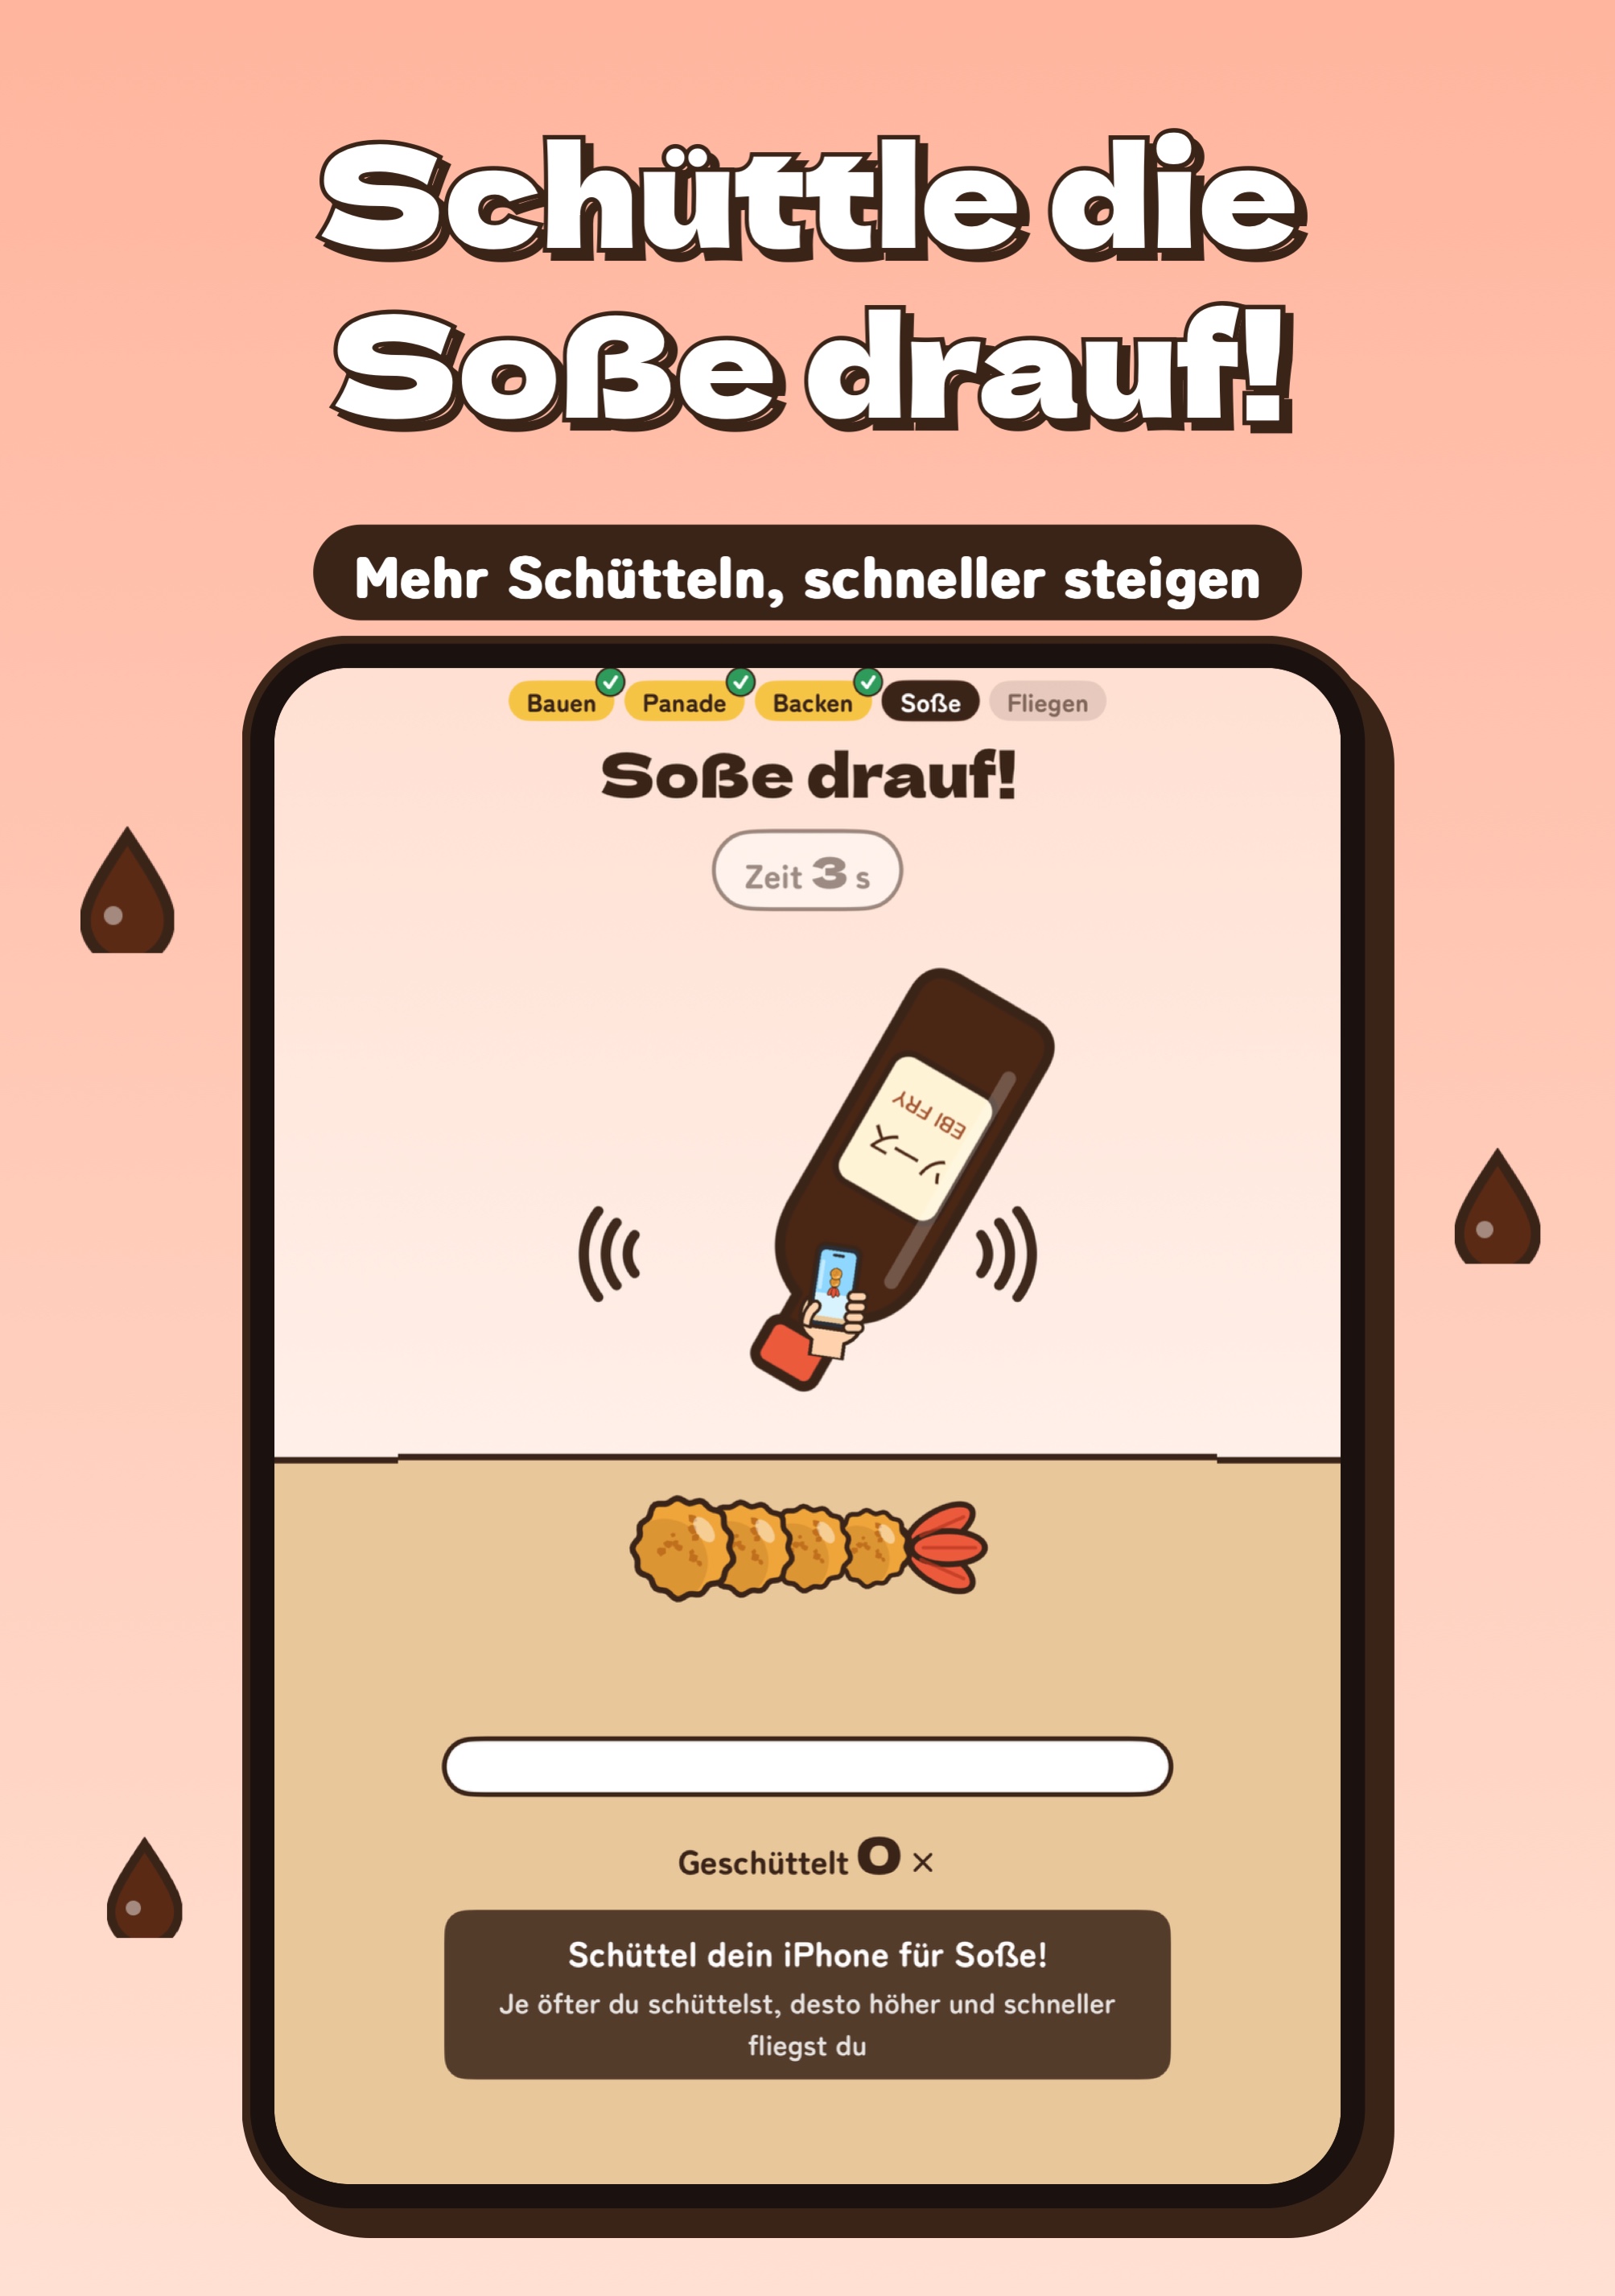 Schüttle die
Soße drauf!
Mehr Schütteln, schneller steigen
Bauen Panade Backen Soße Fliegen
Soße drauf!
Zeit 3 s
EBI FRY
ソース
Geschüttelt 0 ×
Schüttel dein iPhone für Soße!
Je öfter du schüttelst, desto höher und schneller
fliegst du